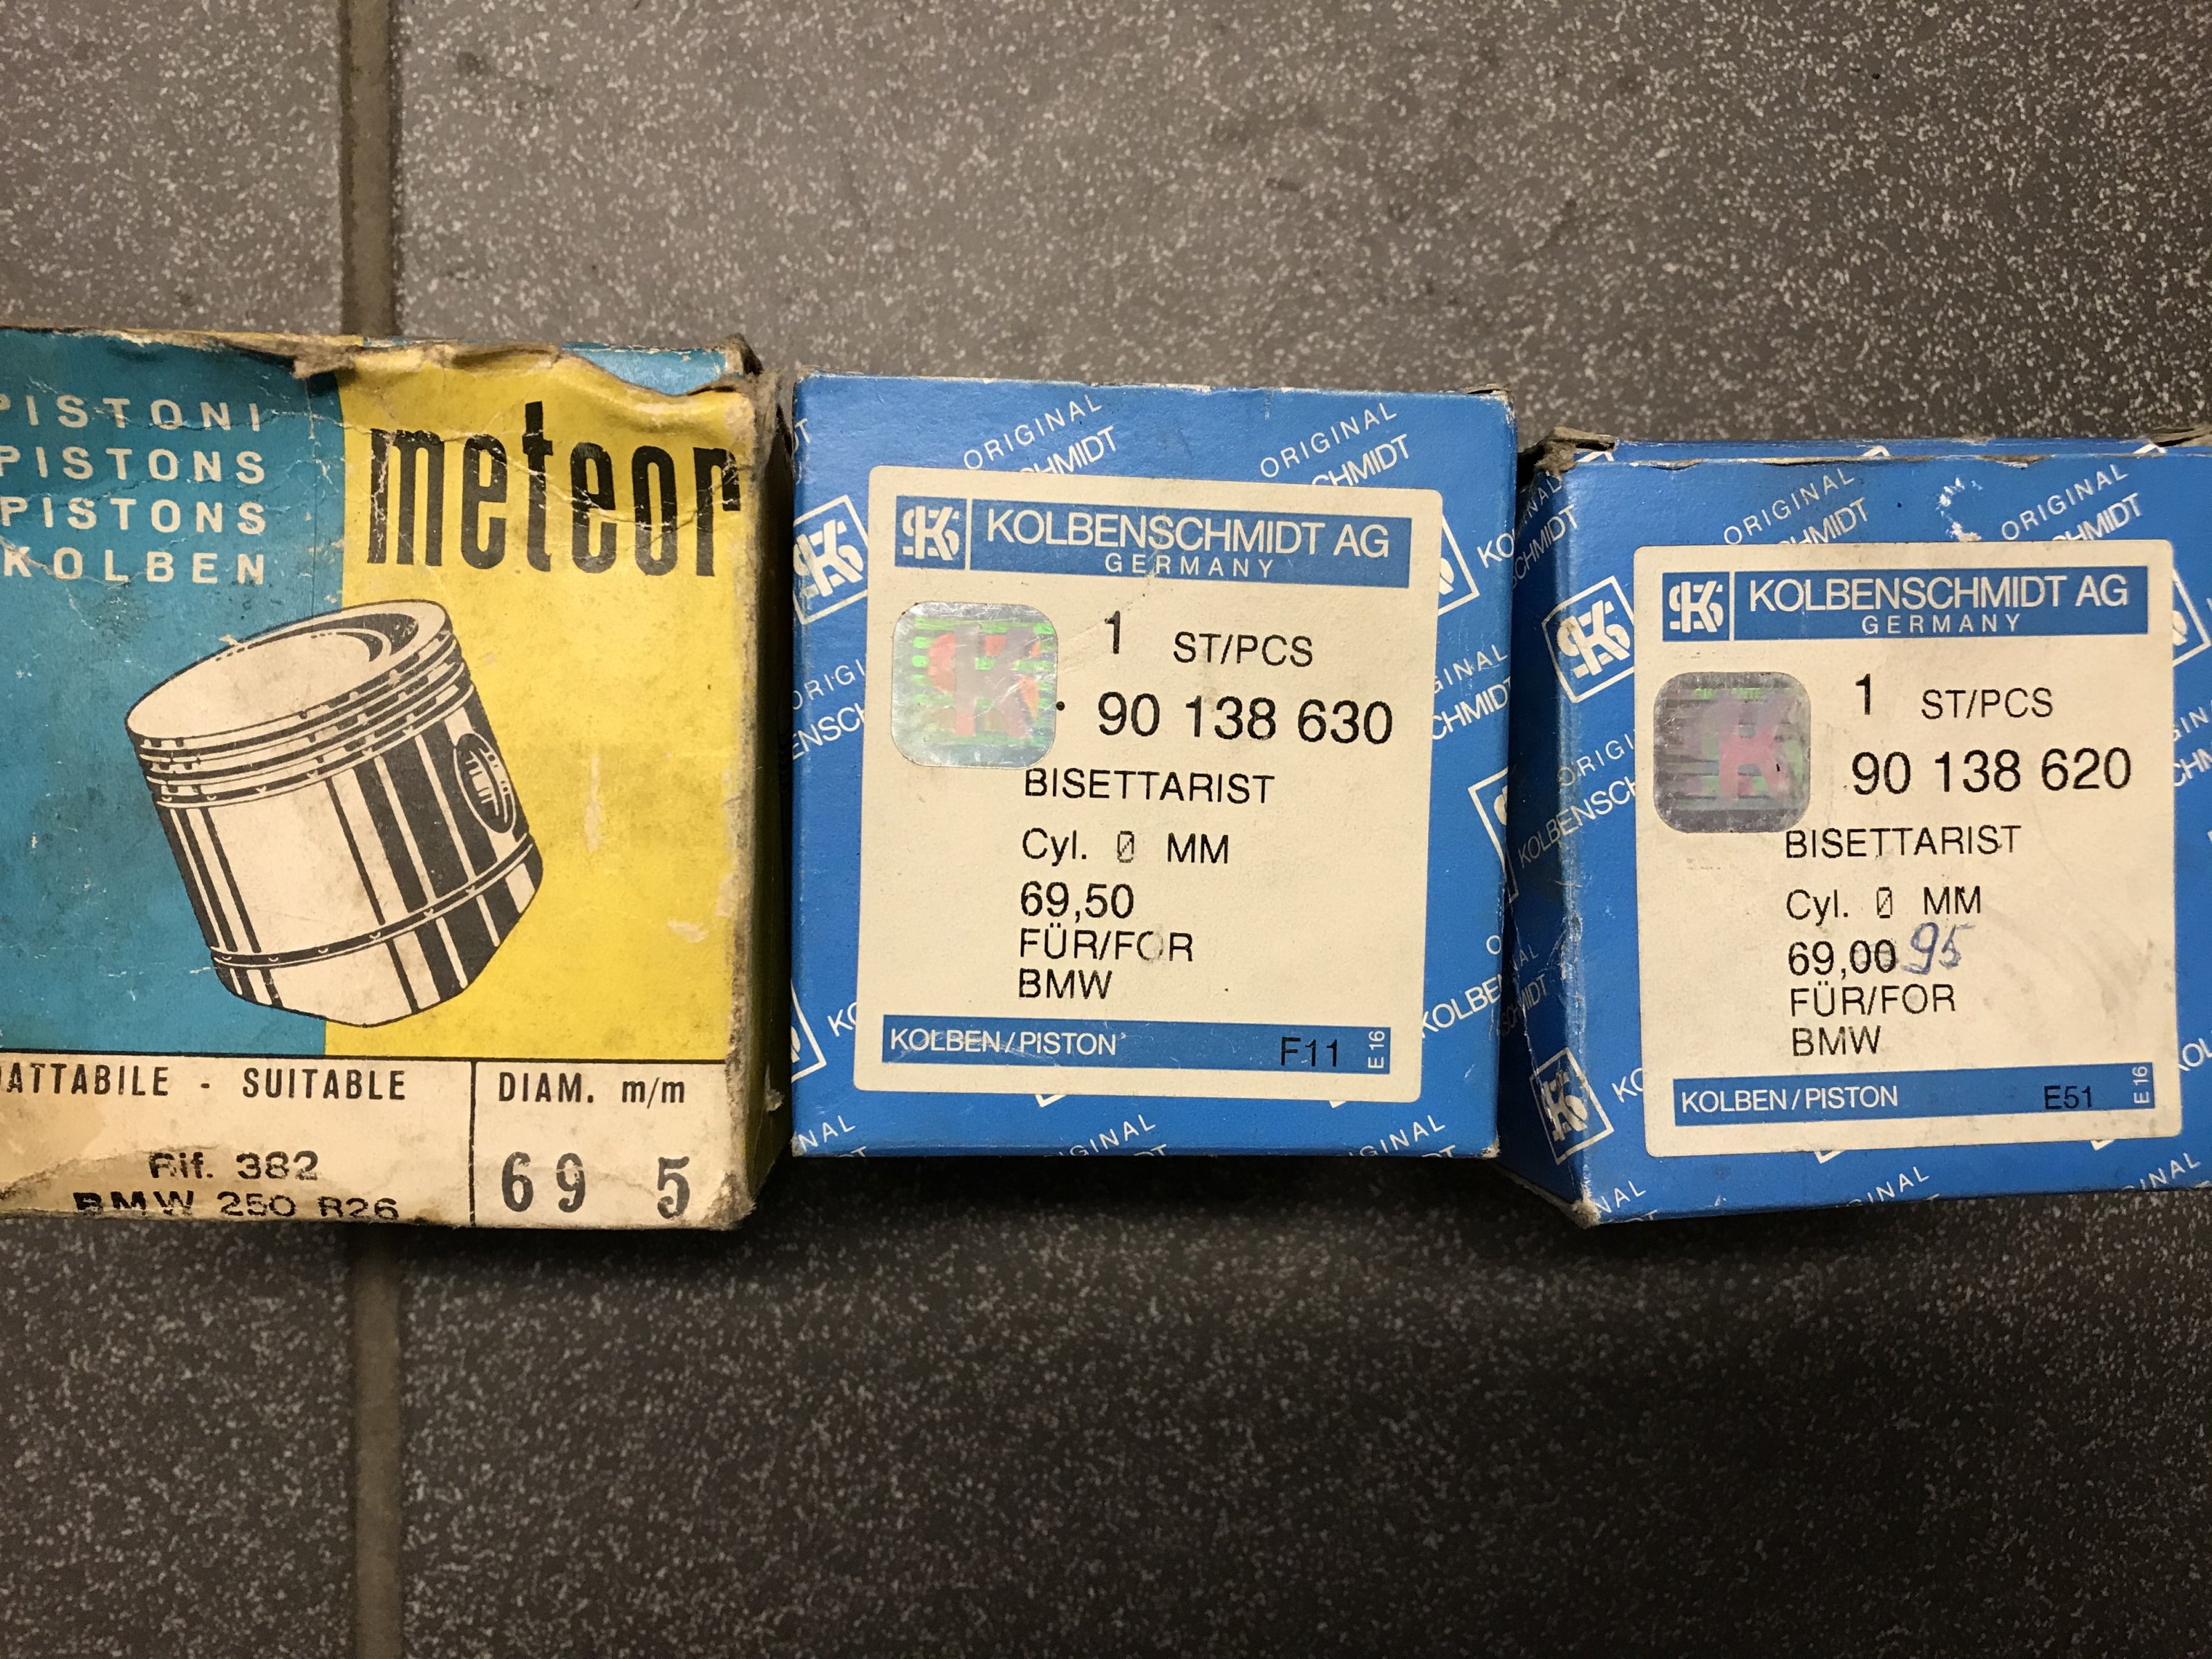 PISTONI
PISTONS
PISTONS
KOLBEN
meteor
SUITABLE
DIAM. m/m
Rif. 382
BMW 250 R26
69 5
ORIGINAL
ORIGINAL
KOLBENSCHMIDT AG
GERMANY
1 ST/PCS
90 138 630
BISETTARIST
Cyl. Ø MM
69,50
FÜR/FOR
BMW
KOLBEN/PISTON
F11
E 16
ORIGINAL
ORIGINAL
KOLBENSCHMIDT AG
GERMANY
1 ST/PCS
90 138 620
BISETTARIST
Cyl. Ø MM
69,00 95
FÜR/FOR
BMW
KOLBEN/PISTON
E51
E 16